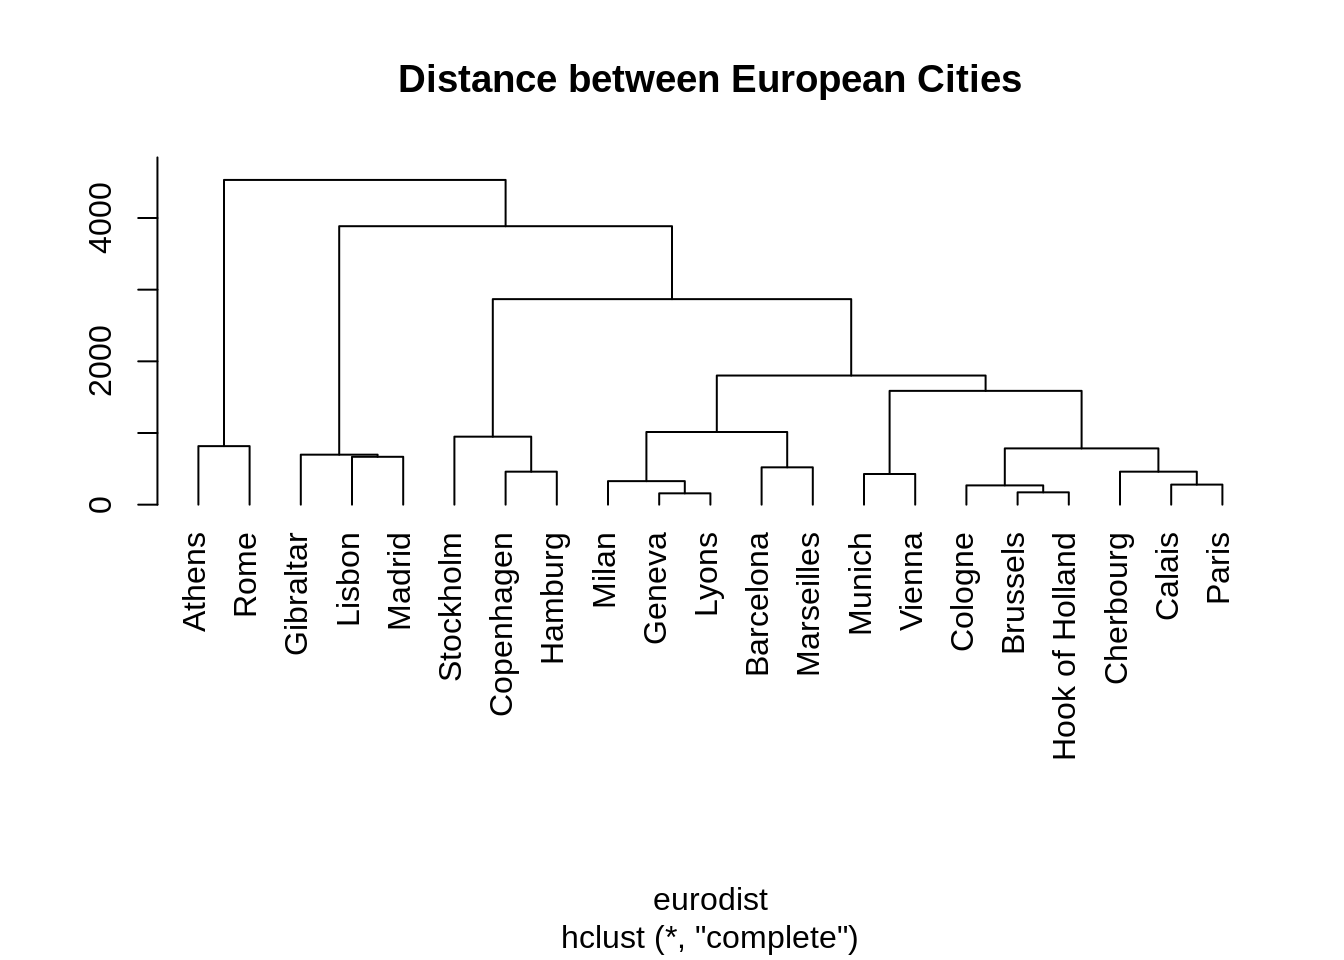 Distance between European Cities
4000
2000
0
Athens
Rome
Gibraltar
Lisbon
Madrid
Stockholm
Copenhagen
Hamburg
Milan
Geneva
Lyons
Barcelona
Marseilles
Munich
Vienna
Cologne
Brussels
Hook of Holland
Cherbourg
Calais
Paris
eurodist
hclust (*, "complete")